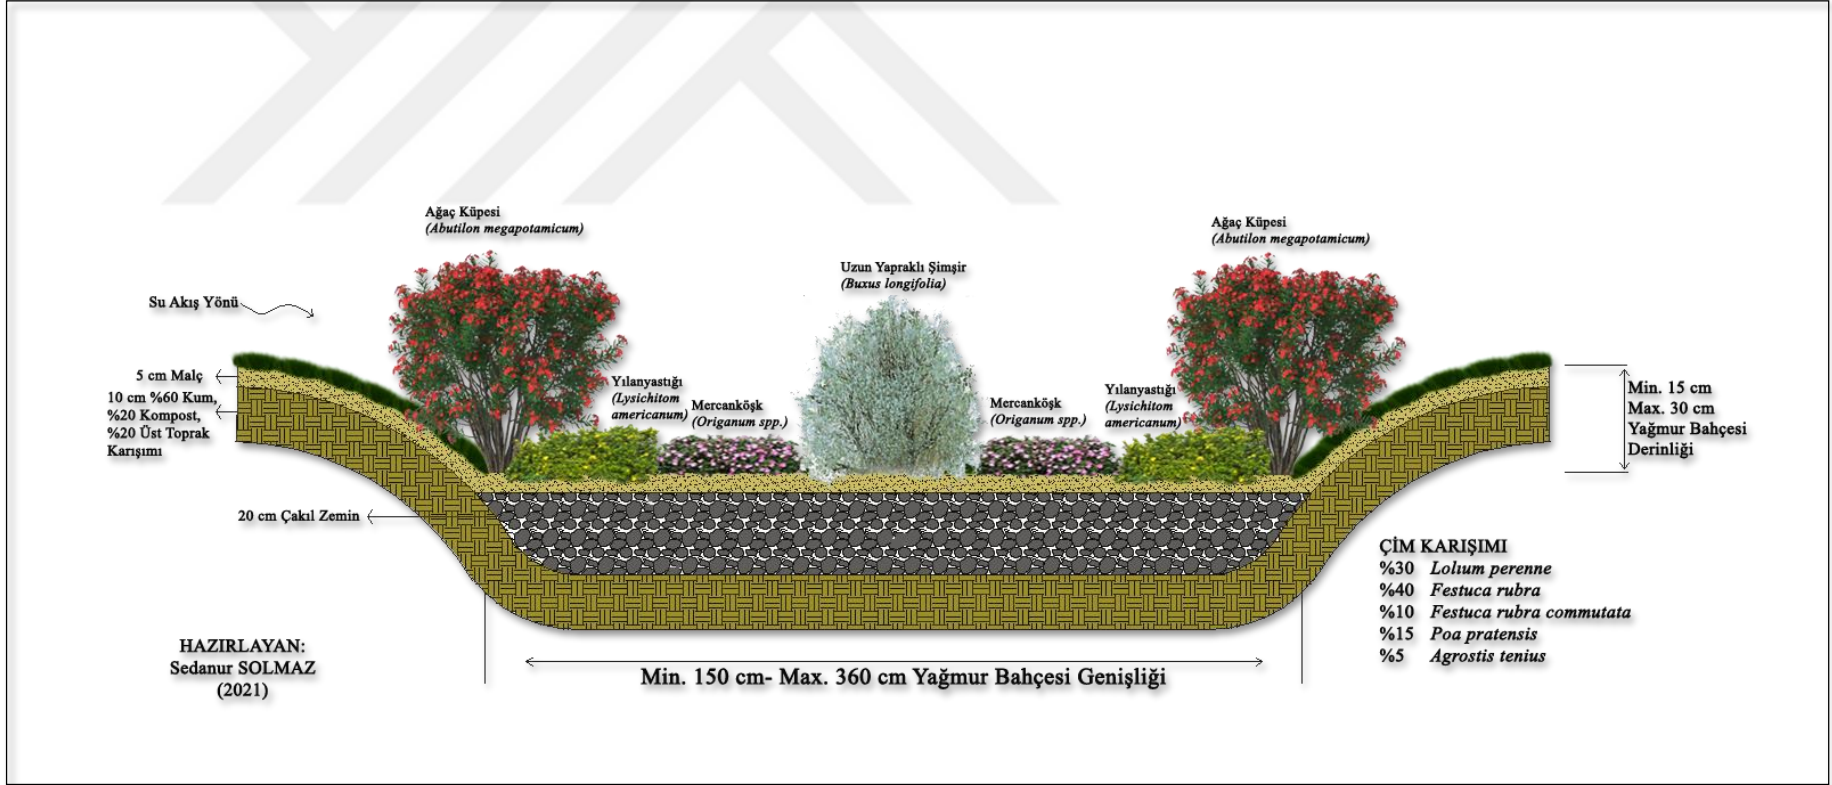 Ağaç Küpesi
(Abutilon megapotamicum)
Ağaç Küpesi
(Abutilon megapotamicum)
Uzun Yapraklı Şimşir
(Buxus longifolia)
Su Akış Yönü
5 cm Malç
10 cm %60 Kum,
%20 Kompost,
%20 Üst Toprak
Karışımı
20 cm Çakıl Zemin
Yılanyastığı
(Lysichitom
americanum)
Mercanköşk
(Origanum spp.)
Mercanköşk
(Origanum spp.)
Yılanyastığı
(Lysichitom
americanum)
Min. 15 cm
Max. 30 cm
Yağmur Bahçesi
Derinliği
ÇİM KARIŞIMI
%30 Lolıum perenne
%40 Festuca rubra
%10 Festuca rubra commutata
%15 Poa pratensis
%5 Agrostis tenius
HAZIRLAYAN:
Sedanur SOLMAZ
(2021)
Min. 150 cm- Max. 360 cm Yağmur Bahçesi Genişliği